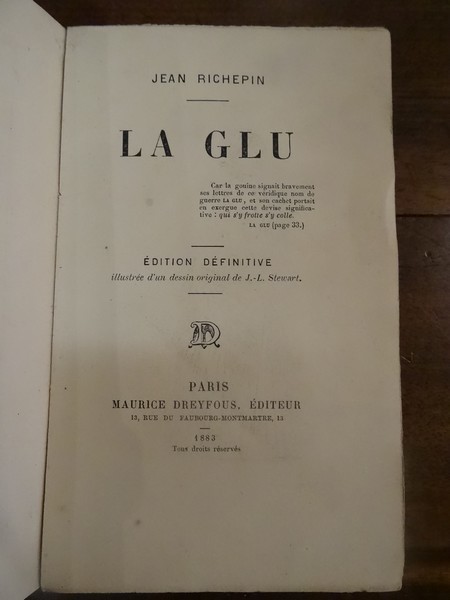 JEAN RICHEPIN
LA GLU
Car la gouine signait bravement
ses lettres de ce véridique nom de
guerre LA GLU, et son cachet portait
en exergue cette devise significa-
tive : qui s'y frotte s'y colle.
LA GLU (page 33.)
ÉDITION DÉFINITIVE
illustrée d'un dessin original de J.-L. Stewart.
PARIS
MAURICE DREYFOUS, ÉDITEUR
13, RUE DU FAUBOURG-MONTMARTRE, 13
1883
Tous droits réservés